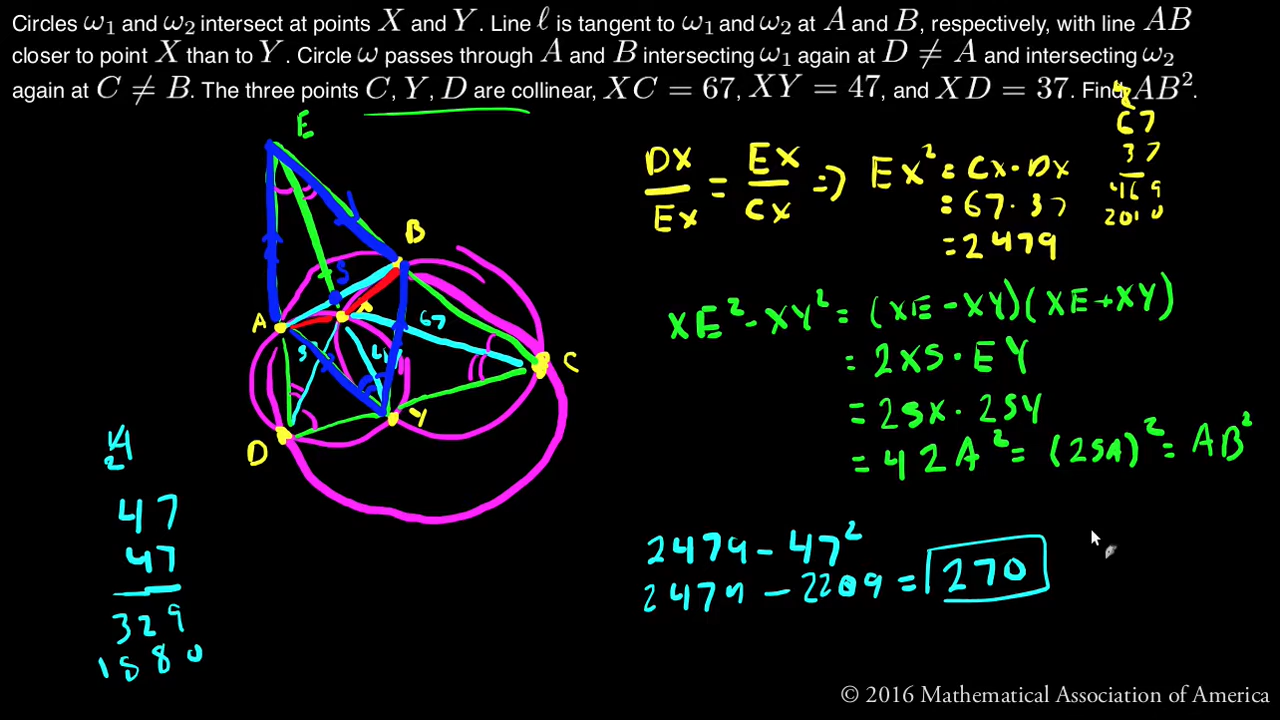 Circles ω₁ and ω₂ intersect at points X and Y. Line ℓ is tangent to ω₁ and ω₂ at A and B, respectively, with line AB
closer to point X than to Y. Circle ω passes through A and B intersecting ω₁ again at D ≠ A and intersecting ω₂
again at C ≠ B. The three points C, Y, D are collinear, XC = 67, XY = 47, and XD = 37. Find AB².
E
B
S
A
X
67
C
Y
D
DX/EX = EX/CX => EX² = CX·DX
= 67·37
= 2479
67
37
469
2010
XE² - XY² = (XE - XY)(XE + XY)
= 2XS · EY
= 2SX · 2SY
= 42A² = (2SA)² = AB²
2479 - 47²
2479 - 2209 = 270
47
47
329
1880
© 2016 Mathematical Association of America